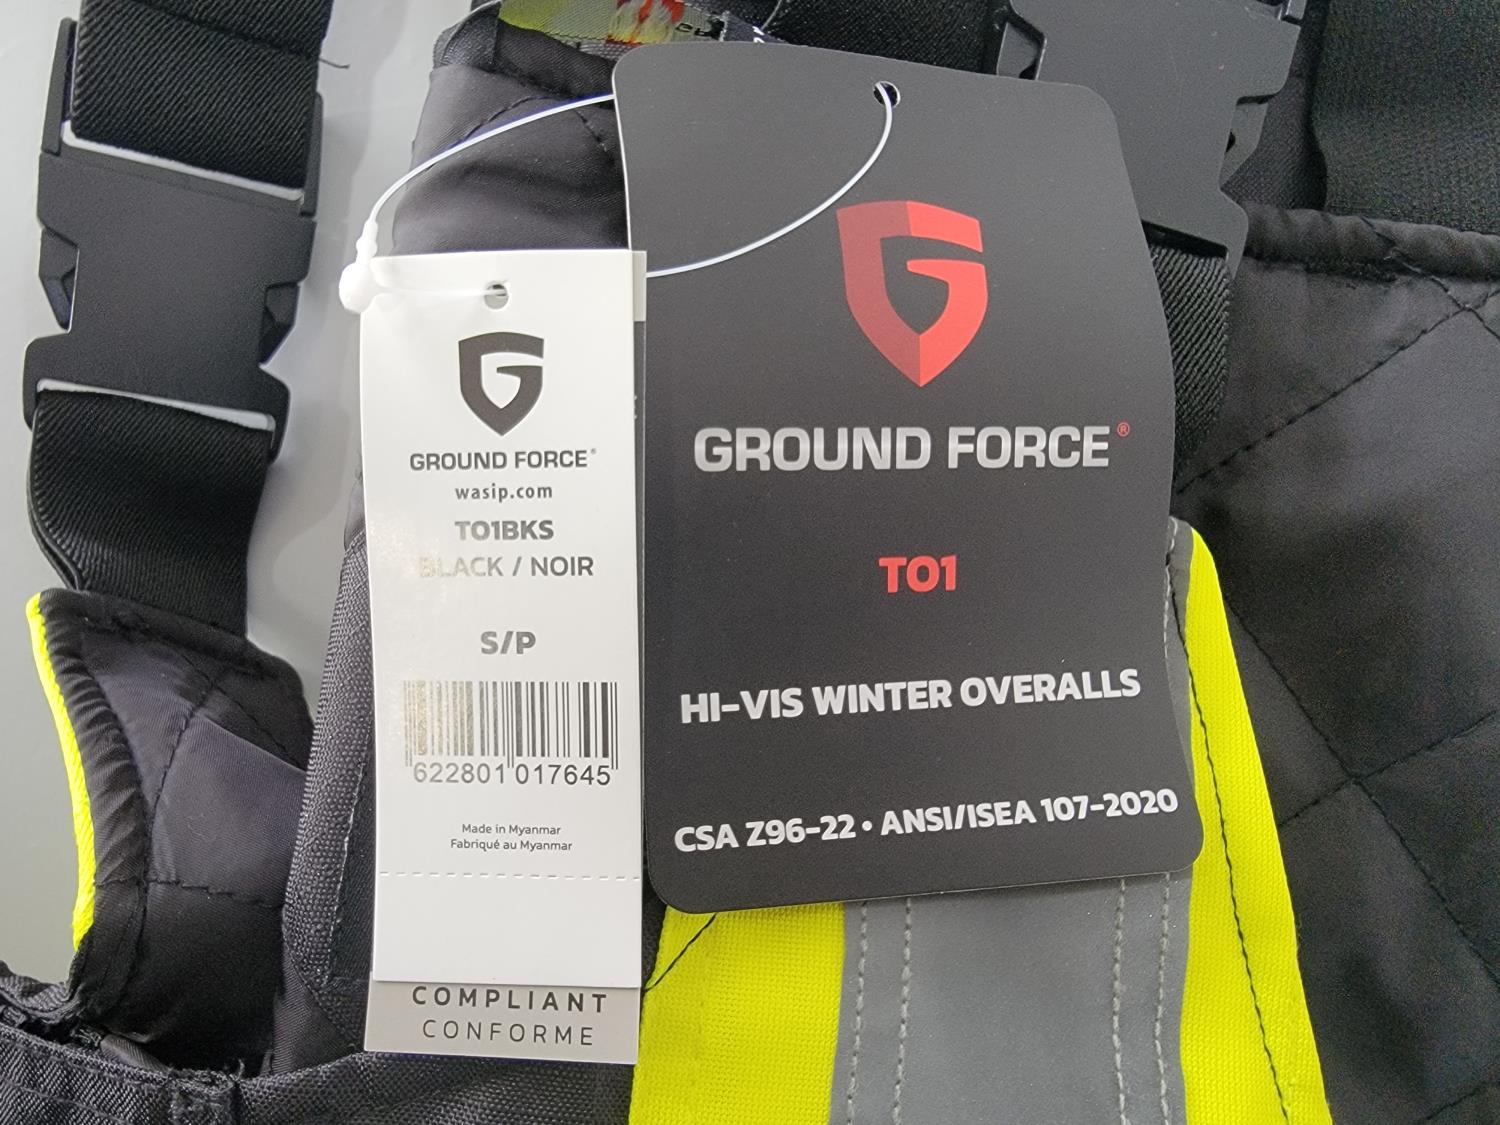 GROUND FORCE®
wasip.com
TO1BKS
BLACK / NOIR
S/P
622801 017645
Made in Myanmar
Fabriqué au Myanmar
COMPLIANT
CONFORME
GROUND FORCE®
TO1
HI-VIS WINTER OVERALLS
CSA Z96-22 • ANSI/ISEA 107-2020